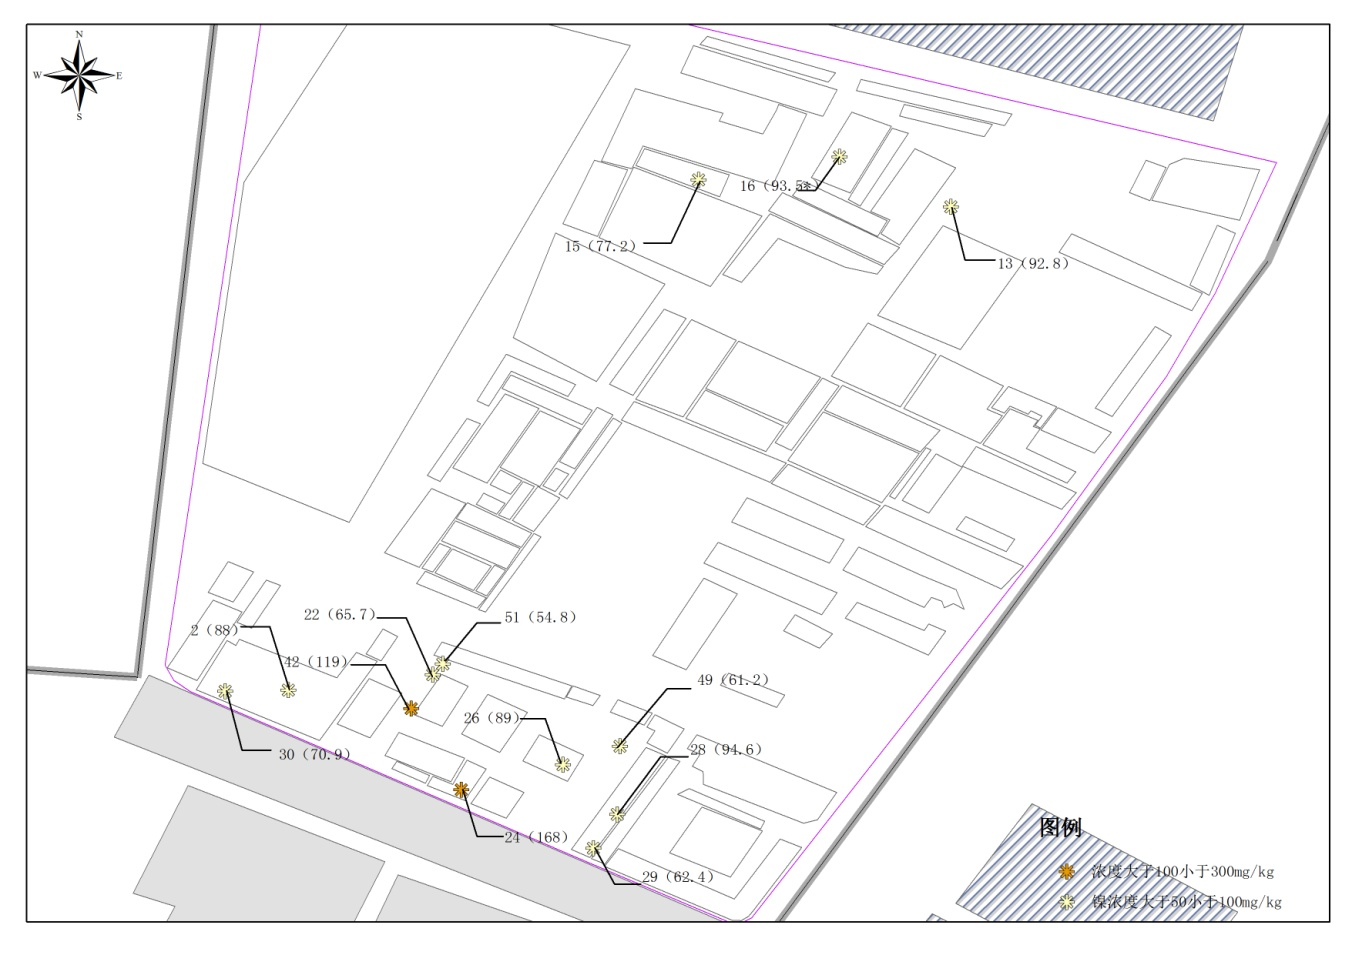 N
W E
S
16（93.5）
15（77.2）
13（92.8）
22（65.7）
51（54.8）
2（88）
42（119）
49（61.2）
26（89）
28（94.6）
30（70.9）
24（168）
29（62.4）
图例
浓度大于100小于300mg/kg
镍浓度大于50小于100mg/kg